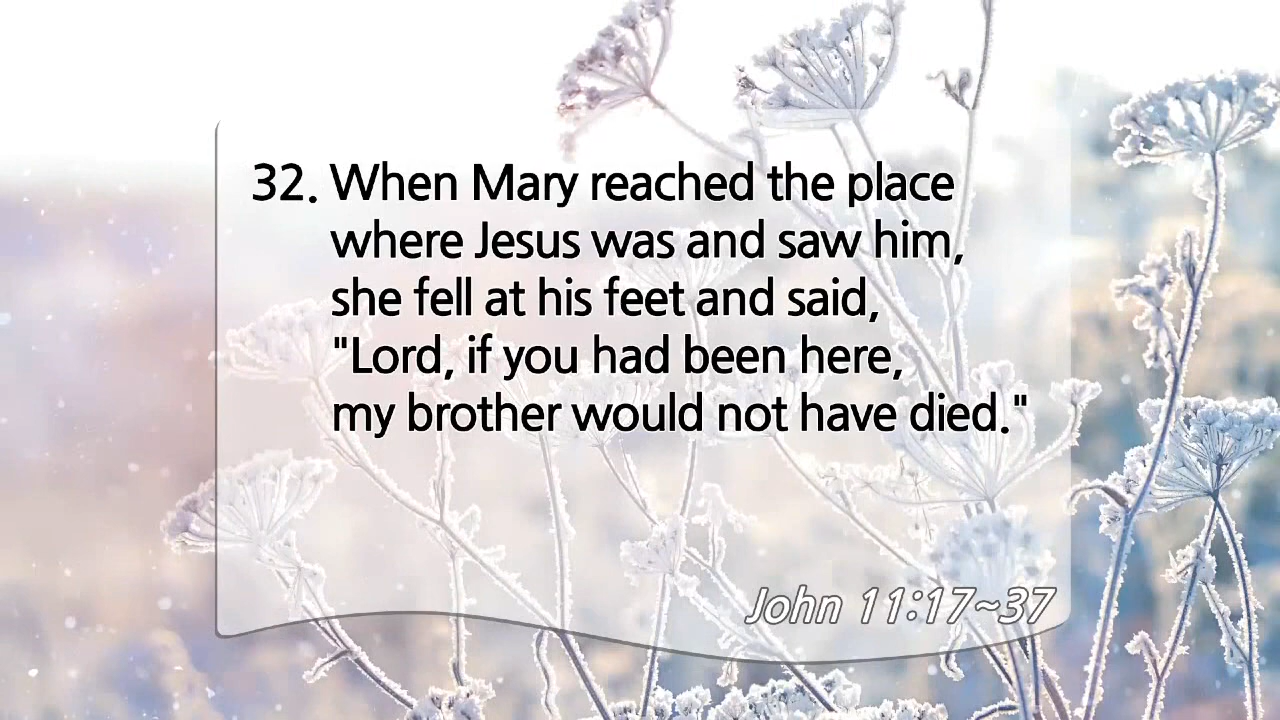 32. When Mary reached the place
where Jesus was and saw him,
she fell at his feet and said,
"Lord, if you had been here,
my brother would not have died."
John 11:17~37